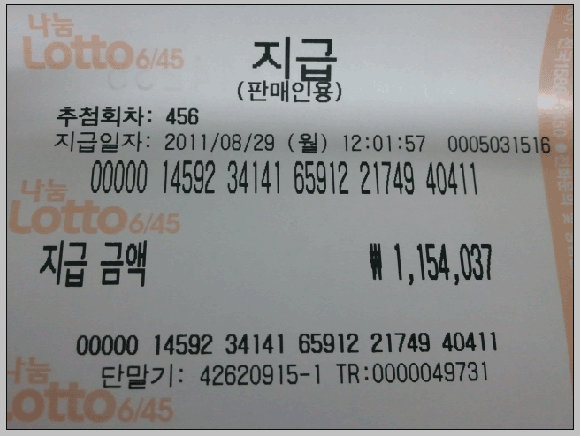 나눔
Lotto 6/45
지급
(판매인용)
추첨회차: 456
지급일자: 2011/08/29 (월) 12:01:57 0005031516
00000 14592 34141 65912 21749 40411
나눔
Lotto 6/45
지급 금액 ₩ 1,154,037
00000 14592 34141 65912 21749 40411
단말기: 42620915-1 TR:0000049731
나눔
Lotto 6/45